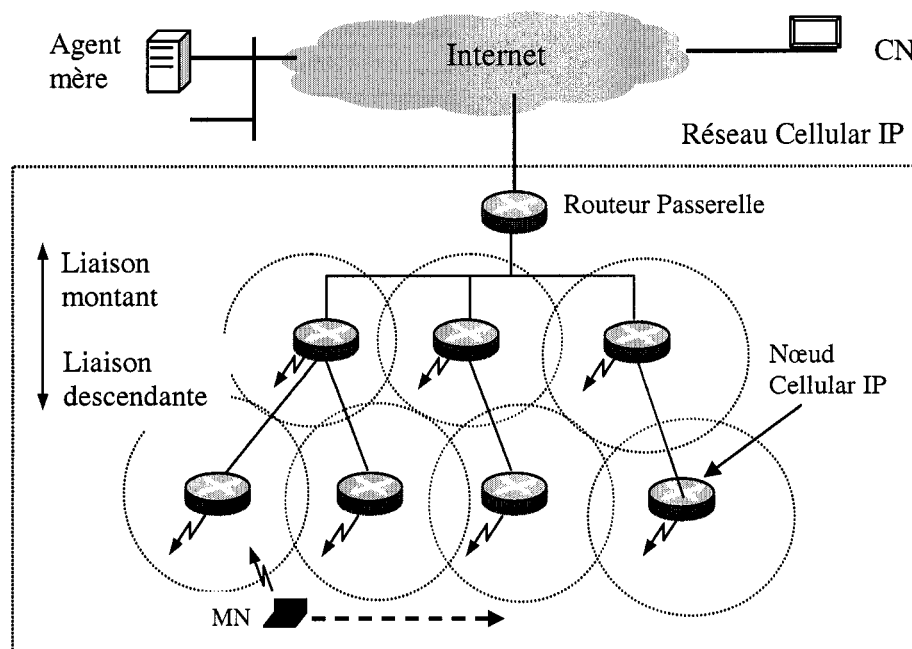 Agent
mère
Internet
CN
Réseau Cellular IP
Routeur Passerelle
Liaison
montant
Liaison
descendante
Nœud
Cellular IP
MN